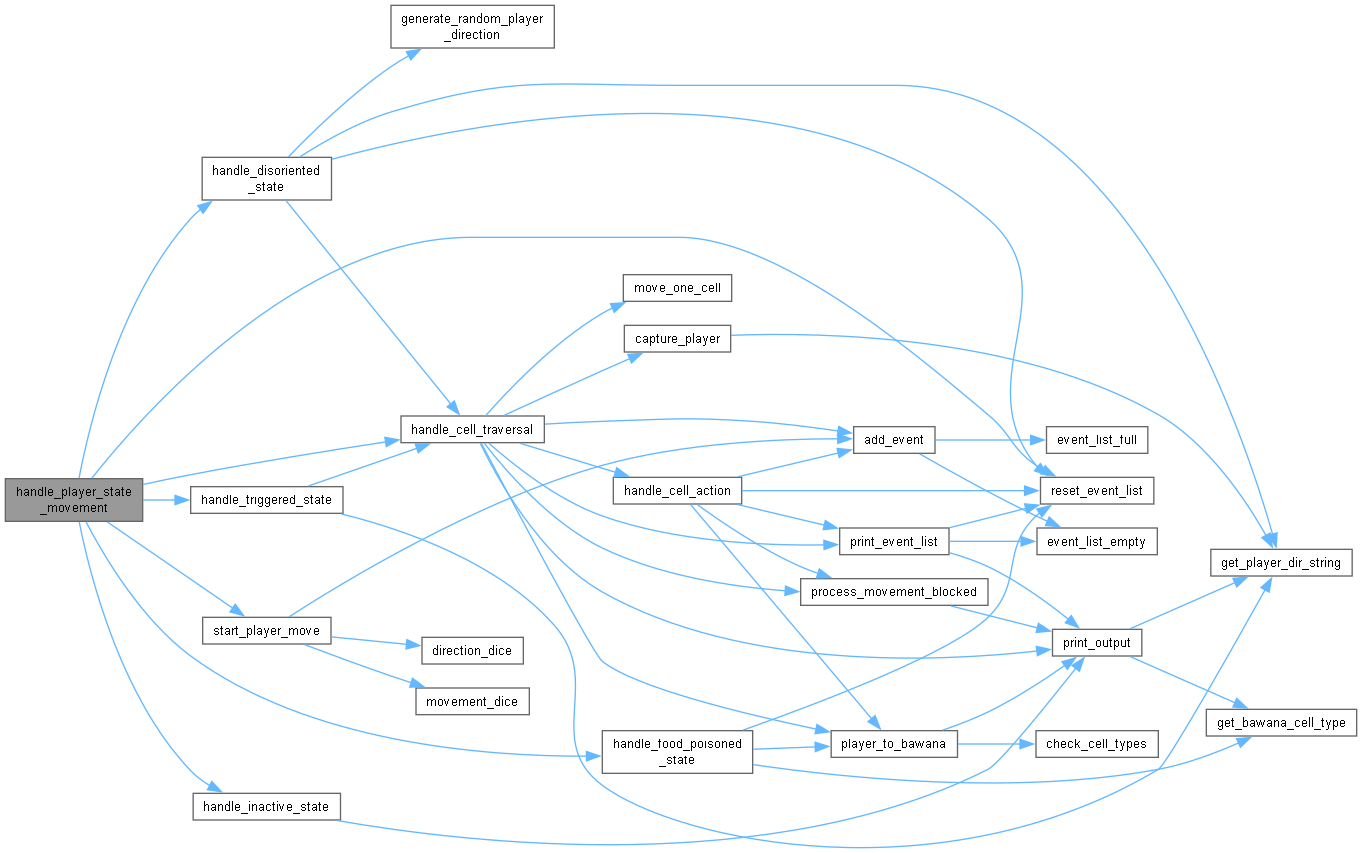 generate_random_player
_direction
handle_disoriented
_state
move_one_cell
capture_player
handle_cell_traversal
add_event
event_list_full
handle_player_state
_movement
handle_triggered_state
handle_cell_action
reset_event_list
print_event_list
event_list_empty
get_player_dir_string
process_movement_blocked
start_player_move
direction_dice
print_output
movement_dice
get_bawana_cell_type
handle_food_poisoned
_state
player_to_bawana
check_cell_types
handle_inactive_state